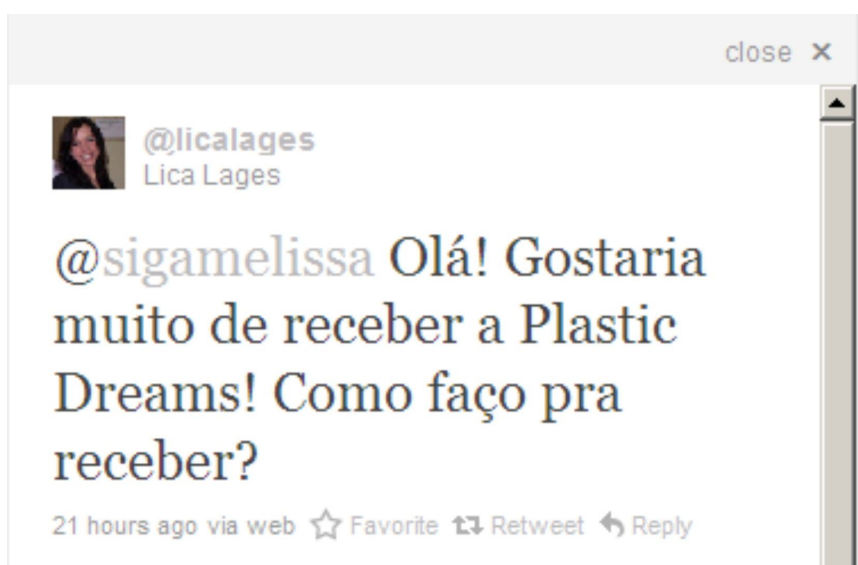 close ×
@licalages
Lica Lages
@sigamelissa Olá! Gostaria
muito de receber a Plastic
Dreams! Como faço pra
receber?
21 hours ago via web Favorite Retweet Reply